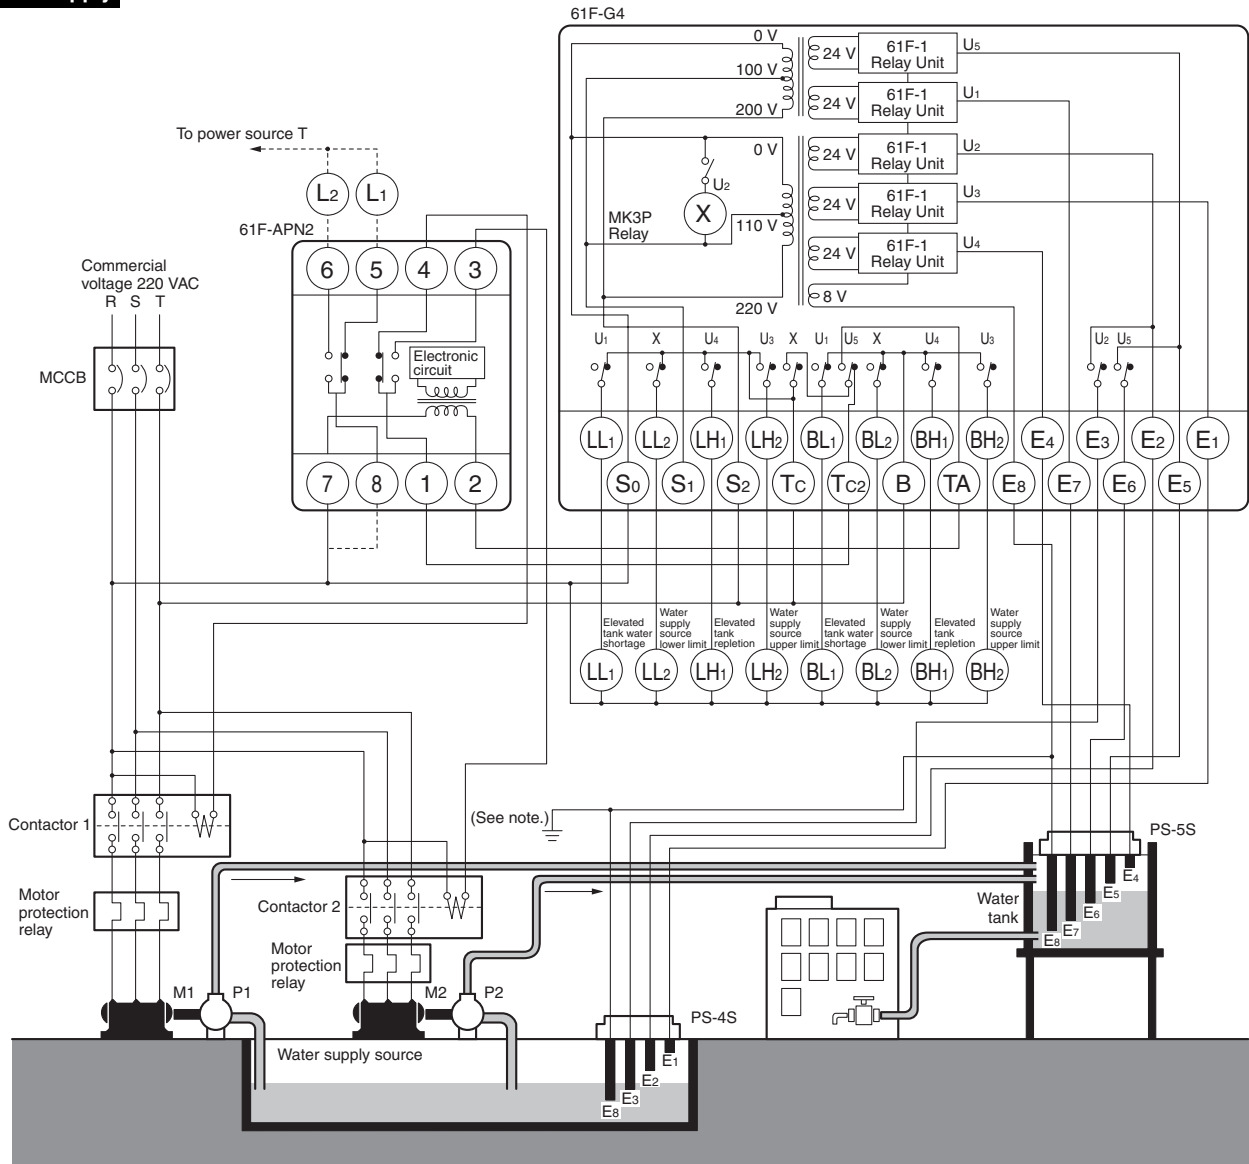 61F-G4
0 V
24 V
61F-1
Relay Unit
U5
100 V
200 V
24 V
61F-1
Relay Unit
U1
To power source T
0 V
24 V
61F-1
Relay Unit
U2
U2
L2
L1
X
MK3P
Relay
110 V
24 V
61F-1
Relay Unit
U3
61F-APN2
24 V
61F-1
Relay Unit
U4
6
5
4
3
Commercial
voltage 220 VAC
R S T
220 V
8 V
MCCB
Electronic
circuit
U1 X U4 U3 X U1 U5 X U4 U3 U2 U5
LL1 LL2 LH1 LH2 BL1 BL2 BH1 BH2 E4 E3 E2 E1
7 8 1 2
S0 S1 S2 TC TC2 B TA E8 E7 E6 E5
Elevated
tank water
shortage
Water
supply
source
lower limit
Elevated
tank
repletion
Water
supply
source
upper limit
Elevated
tank water
shortage
Water
supply
source
lower limit
Elevated
tank
repletion
Water
supply
source
upper limit
LL1 LL2 LH1 LH2 BL1 BL2 BH1 BH2
Contactor 1
(See note.)
PS-5S
Motor
protection
relay
Contactor 2
Water
tank
E4
E5
E6
E7
E8
Motor
protection
relay
M1 P1
M2 P2
PS-4S
Water supply source
E1
E2
E3
E8